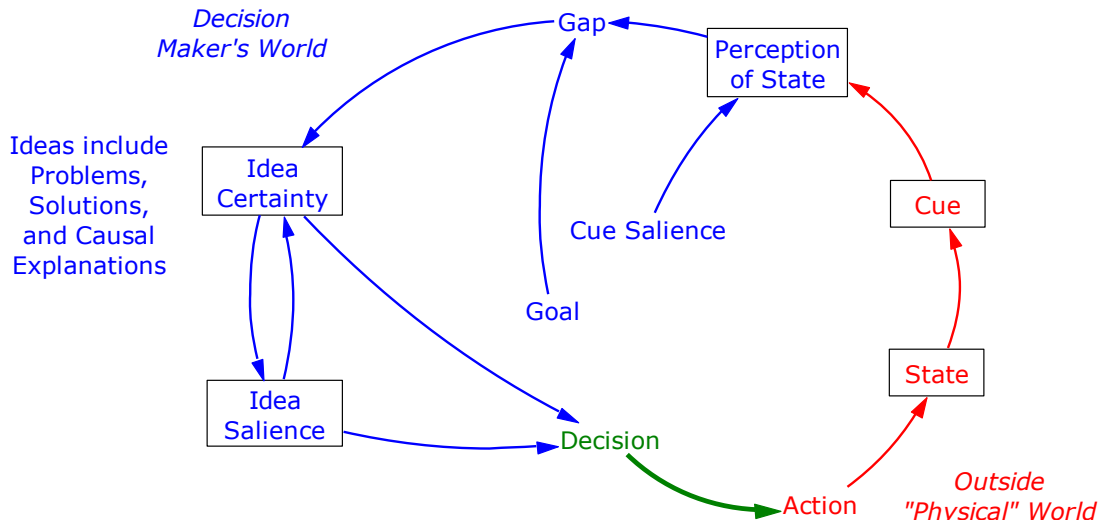 Decision
Maker's World
Gap
Perception
of State
Ideas include
Problems,
Solutions,
and Causal
Explanations
Idea
Certainty
Cue
Cue Salience
Goal
State
Idea
Salience
Decision
Action
Outside
"Physical" World